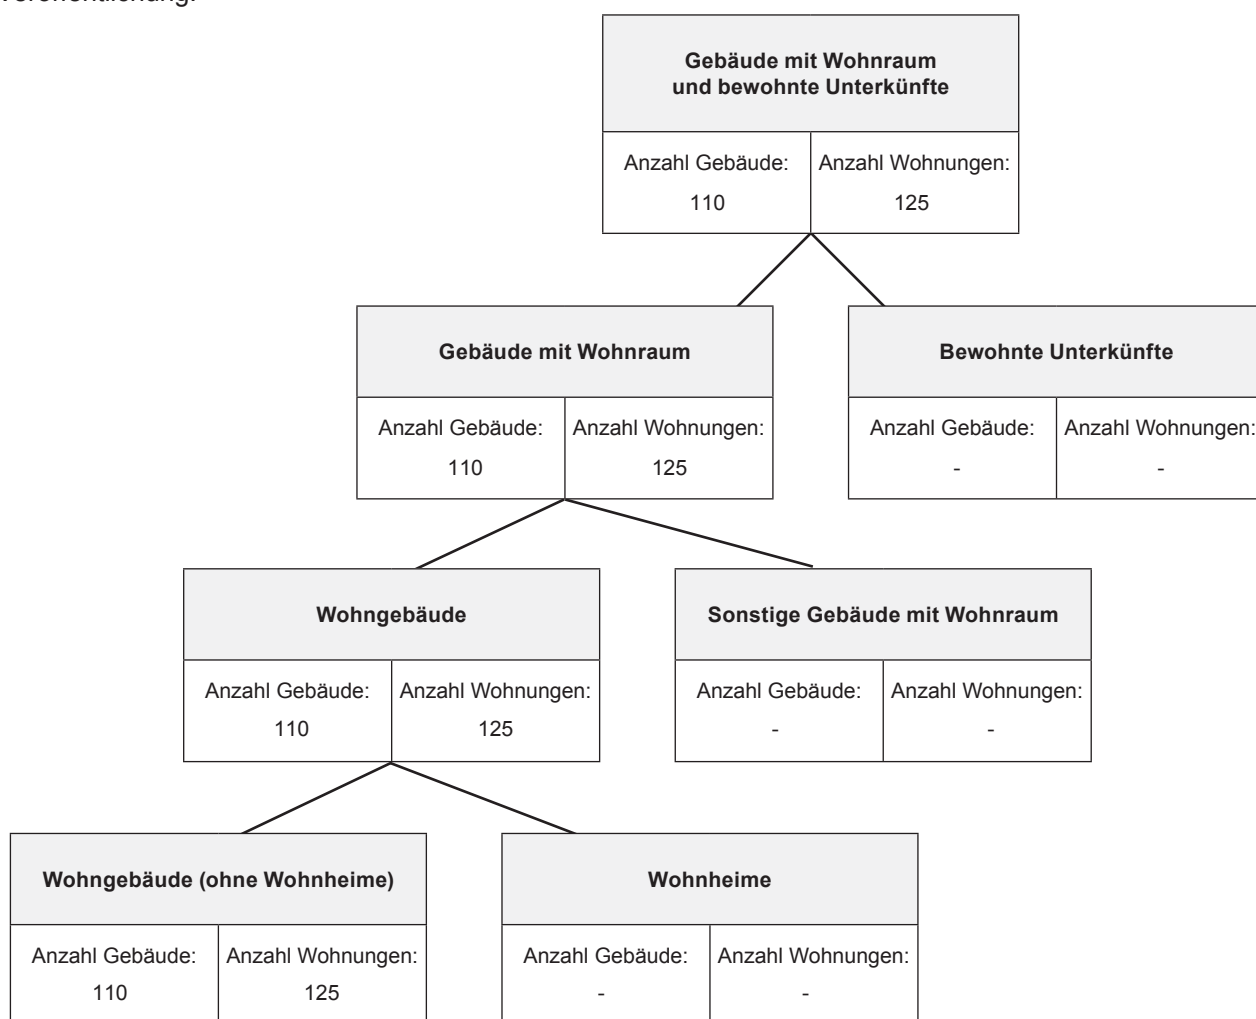 Veröffentlichung.
Gebäude mit Wohnraum
und bewohnte Unterkünfte
Anzahl Gebäude: Anzahl Wohnungen:
110 125
Gebäude mit Wohnraum Bewohnte Unterkünfte
Anzahl Gebäude: Anzahl Wohnungen: Anzahl Gebäude: Anzahl Wohnungen:
110 125 - -
Wohngebäude Sonstige Gebäude mit Wohnraum
Anzahl Gebäude: Anzahl Wohnungen: Anzahl Gebäude: Anzahl Wohnungen:
110 125 - -
Wohngebäude (ohne Wohnheime) Wohnheime
Anzahl Gebäude: Anzahl Wohnungen: Anzahl Gebäude: Anzahl Wohnungen:
110 125 - -